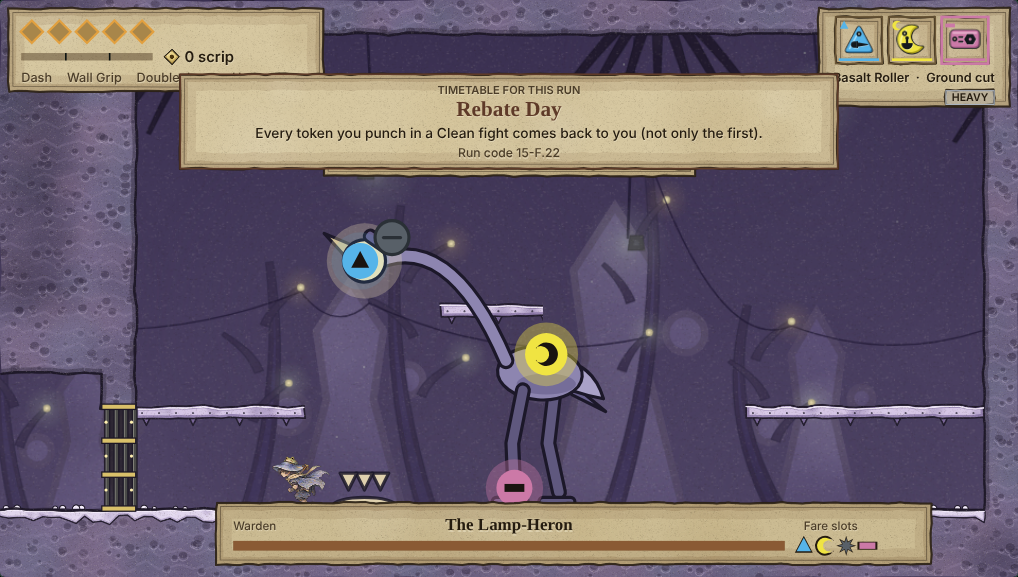 0 scrip
Dash Wall Grip Double
Basalt Roller · Ground cut
HEAVY
TIMETABLE FOR THIS RUN
Rebate Day
Every token you punch in a Clean fight comes back to you (not only the first).
Run code 15-F.22
Warden
The Lamp-Heron
Fare slots